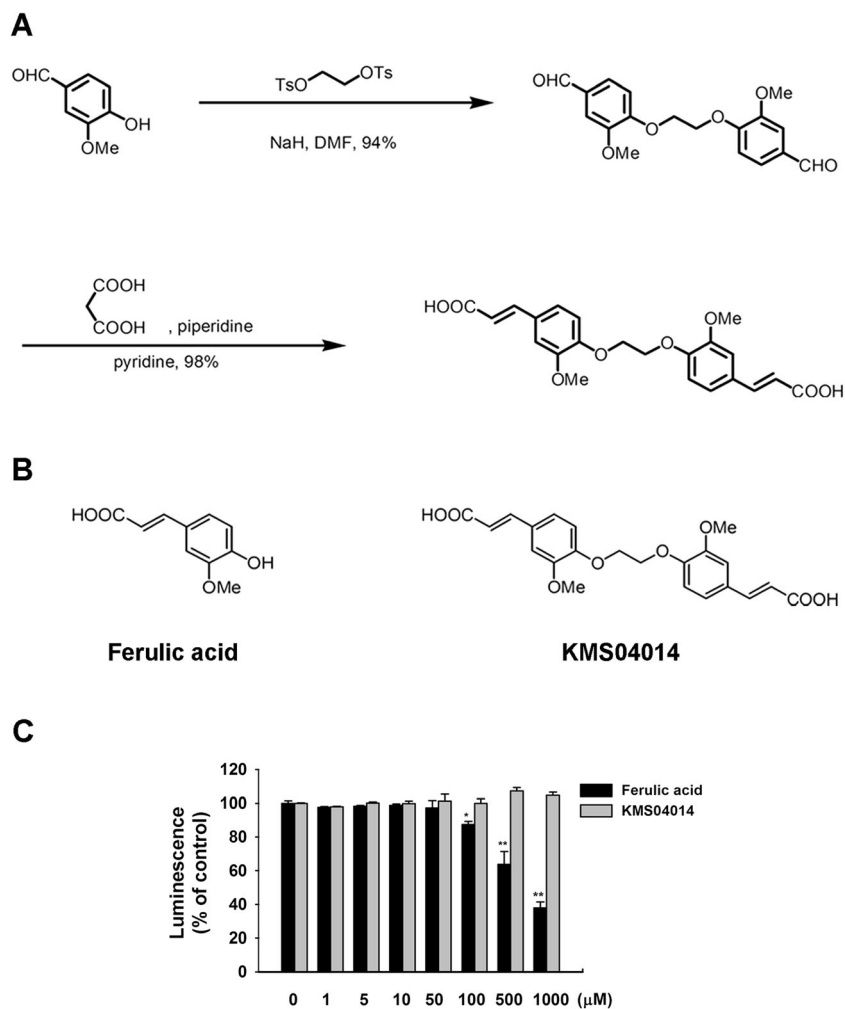 A
OHC
OH
OMe
TsO
OTs
NaH, DMF, 94%
OHC
OMe
O
O
OMe
CHO
COOH
COOH
, piperidine
pyridine, 98%
HOOC
OMe
O
O
OMe
COOH
B
HOOC
OH
OMe
Ferulic acid
HOOC
OMe
O
O
OMe
COOH
KMS04014
C
Luminescence
(% of control)
120
100
80
60
40
20
0
* ** **
0 1 5 10 50 100 500 1000 (μM)
Ferulic acid
KMS04014